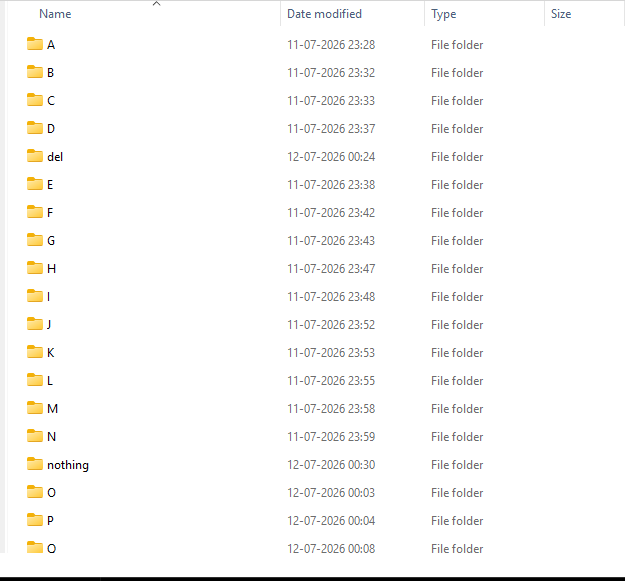 Name Date modified Type Size
A 11-07-2026 23:28 File folder
B 11-07-2026 23:32 File folder
C 11-07-2026 23:33 File folder
D 11-07-2026 23:37 File folder
del 12-07-2026 00:24 File folder
E 11-07-2026 23:38 File folder
F 11-07-2026 23:42 File folder
G 11-07-2026 23:43 File folder
H 11-07-2026 23:47 File folder
I 11-07-2026 23:48 File folder
J 11-07-2026 23:52 File folder
K 11-07-2026 23:53 File folder
L 11-07-2026 23:55 File folder
M 11-07-2026 23:58 File folder
N 11-07-2026 23:59 File folder
nothing 12-07-2026 00:30 File folder
O 12-07-2026 00:03 File folder
P 12-07-2026 00:04 File folder
Q 12-07-2026 00:08 File folder